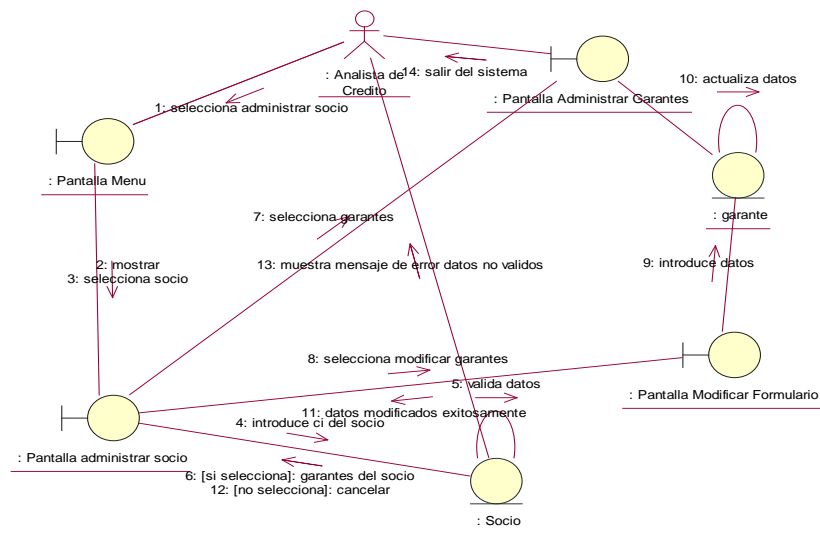 : Analista de
Credito
14: salir del sistema
: Pantalla Administrar Garantes
10: actualiza datos
1: selecciona administrar socio
: Pantalla Menu
: garante
7: selecciona garantes
2: mostrar
3: selecciona socio
13: muestra mensaje de error datos no validos
9: introduce datos
8: selecciona modificar garantes
5: valida datos
: Pantalla Modificar Formulario
11: datos modificados exitosamente
4: introduce ci del socio
: Pantalla administrar socio
6: [si selecciona]: garantes del socio
12: [no selecciona]: cancelar
: Socio